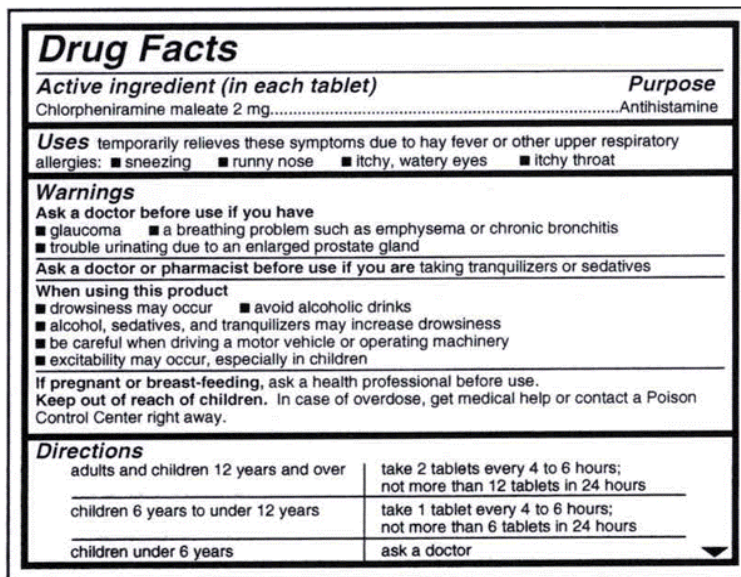 Drug Facts
Active ingredient (in each tablet) Purpose
Chlorpheniramine maleate 2 mg.............................................................................Antihistamine
Uses temporarily relieves these symptoms due to hay fever or other upper respiratory
allergies: ■ sneezing ■ runny nose ■ itchy, watery eyes ■ itchy throat
Warnings
Ask a doctor before use if you have
■ glaucoma ■ a breathing problem such as emphysema or chronic bronchitis
■ trouble urinating due to an enlarged prostate gland
Ask a doctor or pharmacist before use if you are taking tranquilizers or sedatives
When using this product
■ drowsiness may occur ■ avoid alcoholic drinks
■ alcohol, sedatives, and tranquilizers may increase drowsiness
■ be careful when driving a motor vehicle or operating machinery
■ excitability may occur, especially in children
If pregnant or breast-feeding, ask a health professional before use.
Keep out of reach of children. In case of overdose, get medical help or contact a Poison
Control Center right away.
Directions
adults and children 12 years and over take 2 tablets every 4 to 6 hours;
not more than 12 tablets in 24 hours
children 6 years to under 12 years take 1 tablet every 4 to 6 hours;
not more than 6 tablets in 24 hours
children under 6 years ask a doctor